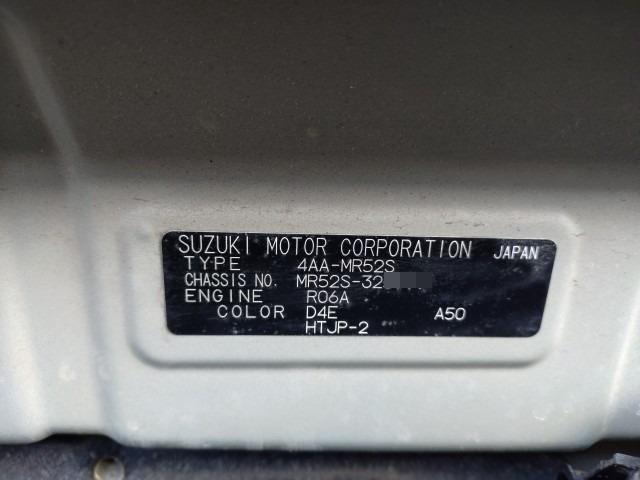 SUZUKI MOTOR CORPORATION JAPAN
TYPE 4AA-MR52S
CHASSIS NO. MR52S-32
ENGINE R06A
COLOR D4E A50
HTJP-2